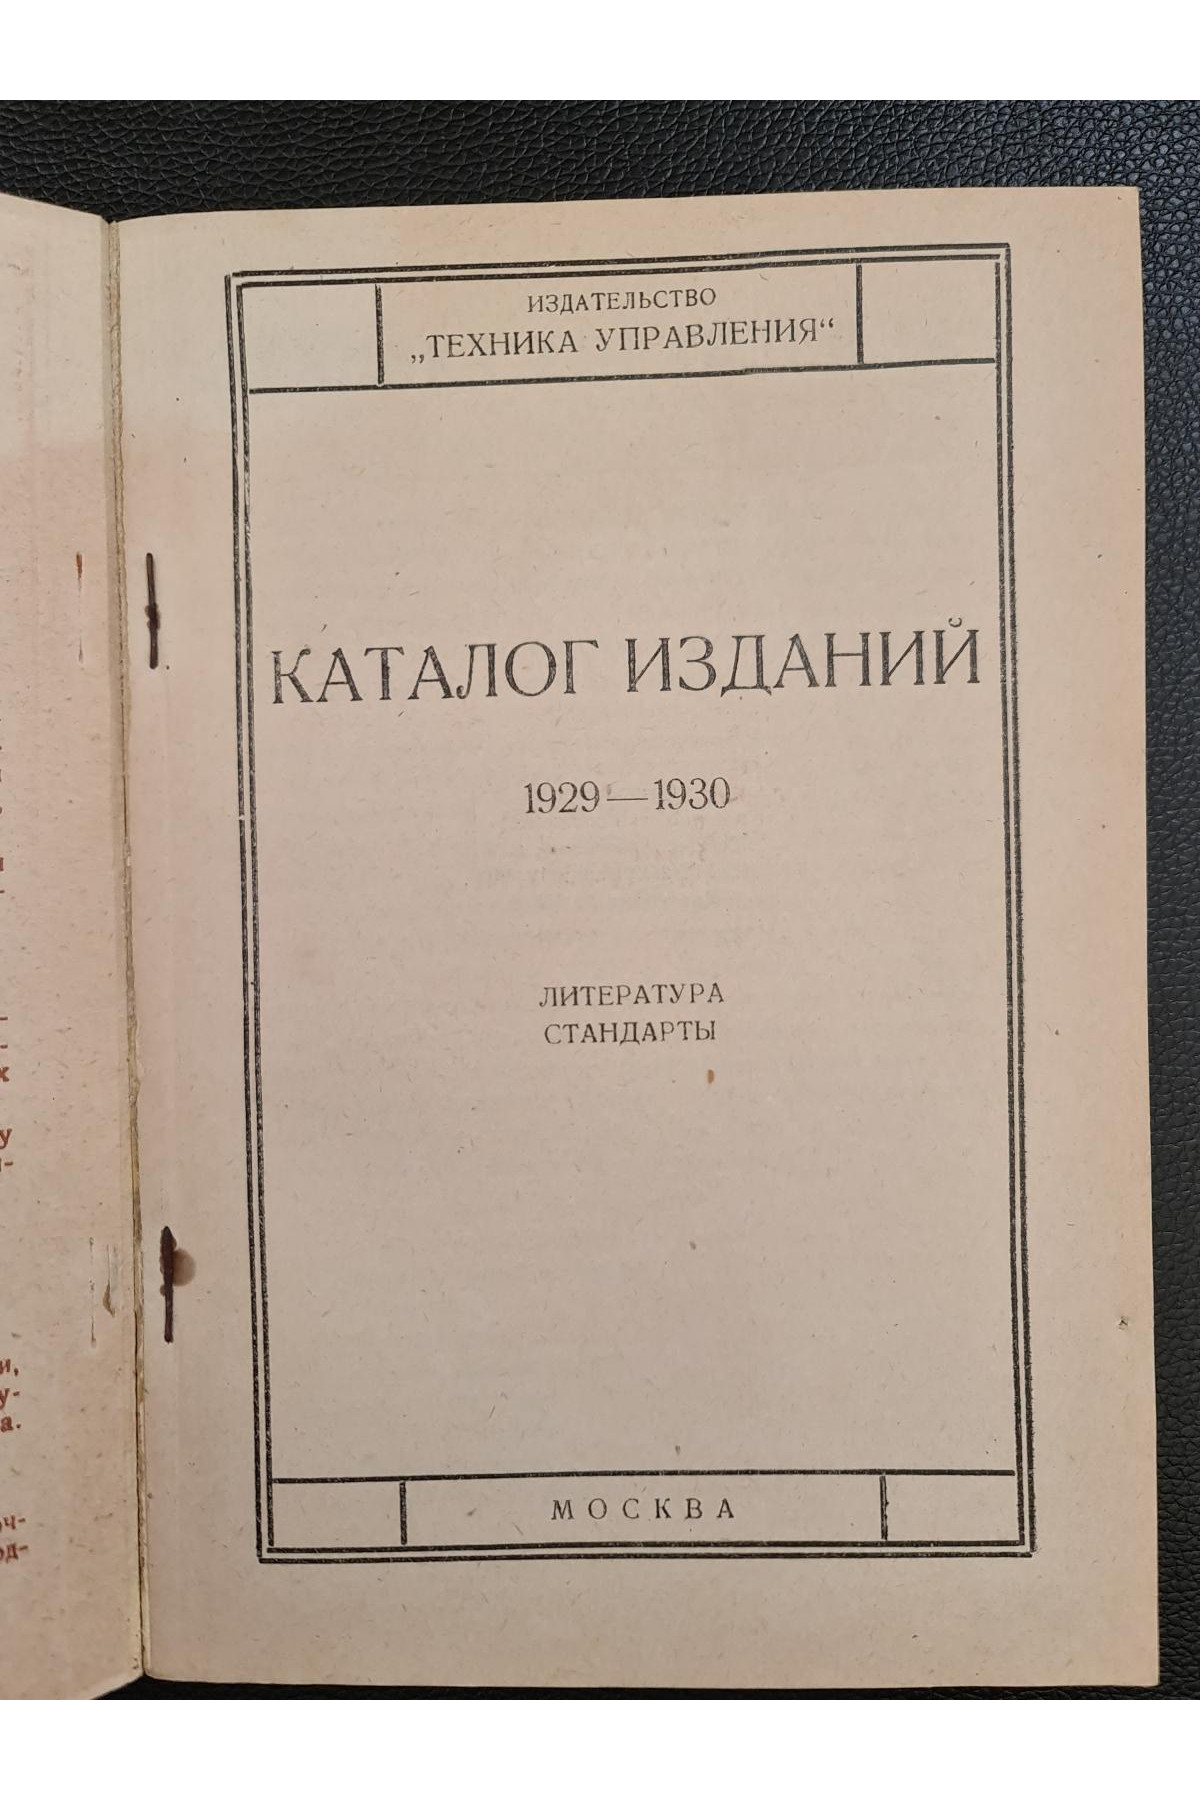 ИЗДАТЕЛЬСТВО
„ТЕХНИКА УПРАВЛЕНИЯ“
КАТАЛОГ ИЗДАНИЙ
1929—1930
ЛИТЕРАТУРА
СТАНДАРТЫ
МОСКВА